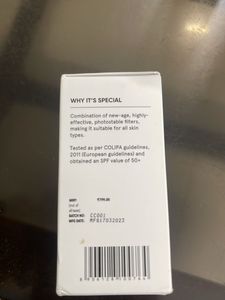 WHY IT'S SPECIAL
Combination of new-age, highly-
effective, photostable filters,
making it suitable for all skin
types.
Tested as per COLIPA guidelines,
2011 (European guidelines) and
obtained an SPF value of 50+
MRP: ₹799.00
BATCH NO: CC001
MFG DATE: